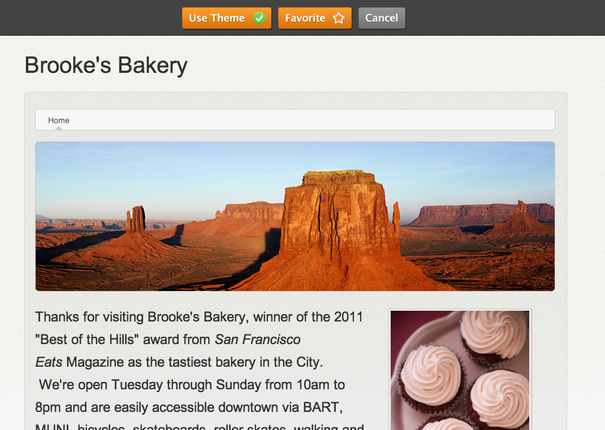 Use Theme Favorite Cancel
Brooke's Bakery
Home
Thanks for visiting Brooke's Bakery, winner of the 2011
"Best of the Hills" award from San Francisco
Eats Magazine as the tastiest bakery in the City.
We're open Tuesday through Sunday from 10am to
8pm and are easily accessible downtown via BART,
MUNI, bicycles, skateboards, roller skates, walking and